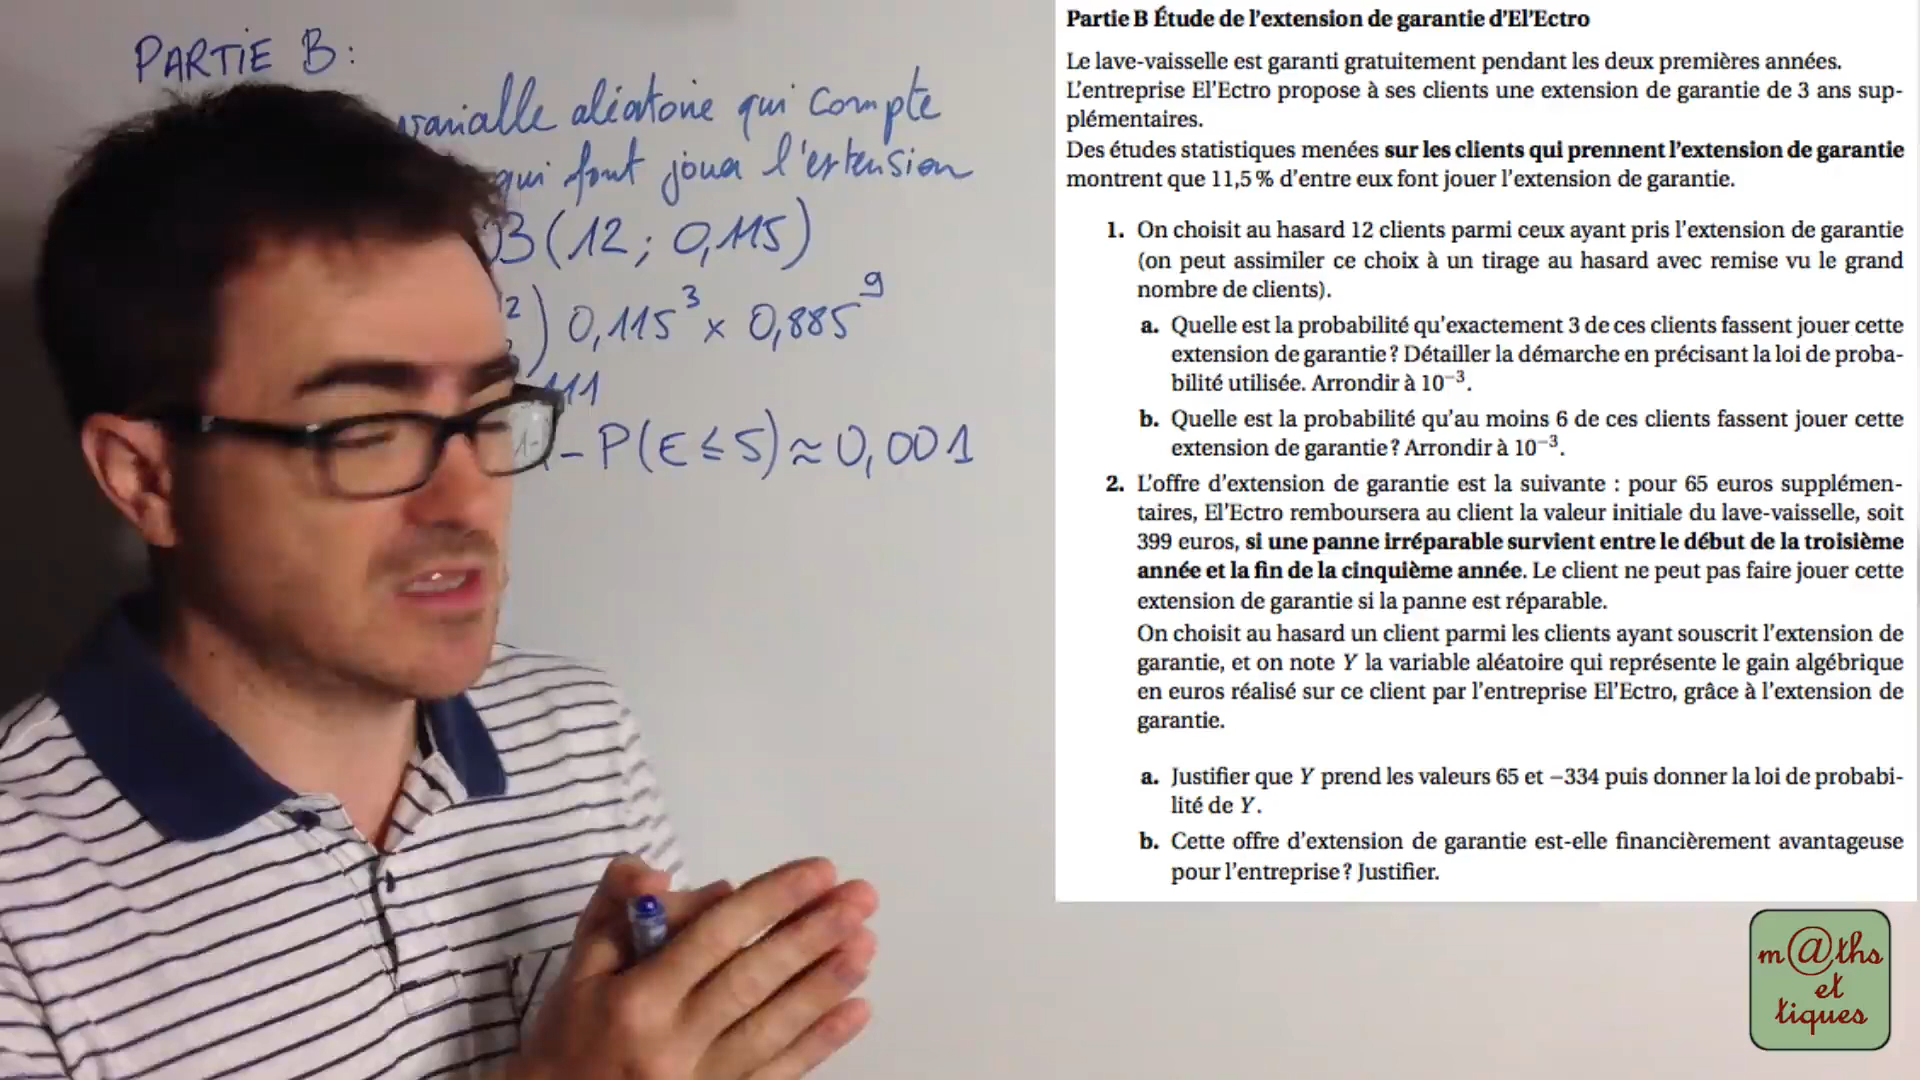 PARTIE B :
variable aléatoire qui compte
qui font jouer l'extension
B(12 ; 0,115)
0,115³ × 0,885⁹
111
1 – P(E ≤ 5) ≈ 0,001
Partie B Étude de l'extension de garantie d'El'Ectro
Le lave-vaisselle est garanti gratuitement pendant les deux premières années.
L'entreprise El'Ectro propose à ses clients une extension de garantie de 3 ans sup-
plémentaires.
Des études statistiques menées sur les clients qui prennent l'extension de garantie
montrent que 11,5 % d'entre eux font jouer l'extension de garantie.
1. On choisit au hasard 12 clients parmi ceux ayant pris l'extension de garantie
(on peut assimiler ce choix à un tirage au hasard avec remise vu le grand
nombre de clients).
a. Quelle est la probabilité qu'exactement 3 de ces clients fassent jouer cette
extension de garantie ? Détailler la démarche en précisant la loi de proba-
bilité utilisée. Arrondir à 10⁻³.
b. Quelle est la probabilité qu'au moins 6 de ces clients fassent jouer cette
extension de garantie ? Arrondir à 10⁻³.
2. L'offre d'extension de garantie est la suivante : pour 65 euros supplémen-
taires, El'Ectro remboursera au client la valeur initiale du lave-vaisselle, soit
399 euros, si une panne irréparable survient entre le début de la troisième
année et la fin de la cinquième année. Le client ne peut pas faire jouer cette
extension de garantie si la panne est réparable.
On choisit au hasard un client parmi les clients ayant souscrit l'extension de
garantie, et on note Y la variable aléatoire qui représente le gain algébrique
en euros réalisé sur ce client par l'entreprise El'Ectro, grâce à l'extension de
garantie.
a. Justifier que Y prend les valeurs 65 et −334 puis donner la loi de probabi-
lité de Y.
b. Cette offre d'extension de garantie est-elle financièrement avantageuse
pour l'entreprise ? Justifier.
m@ths
et
tiques